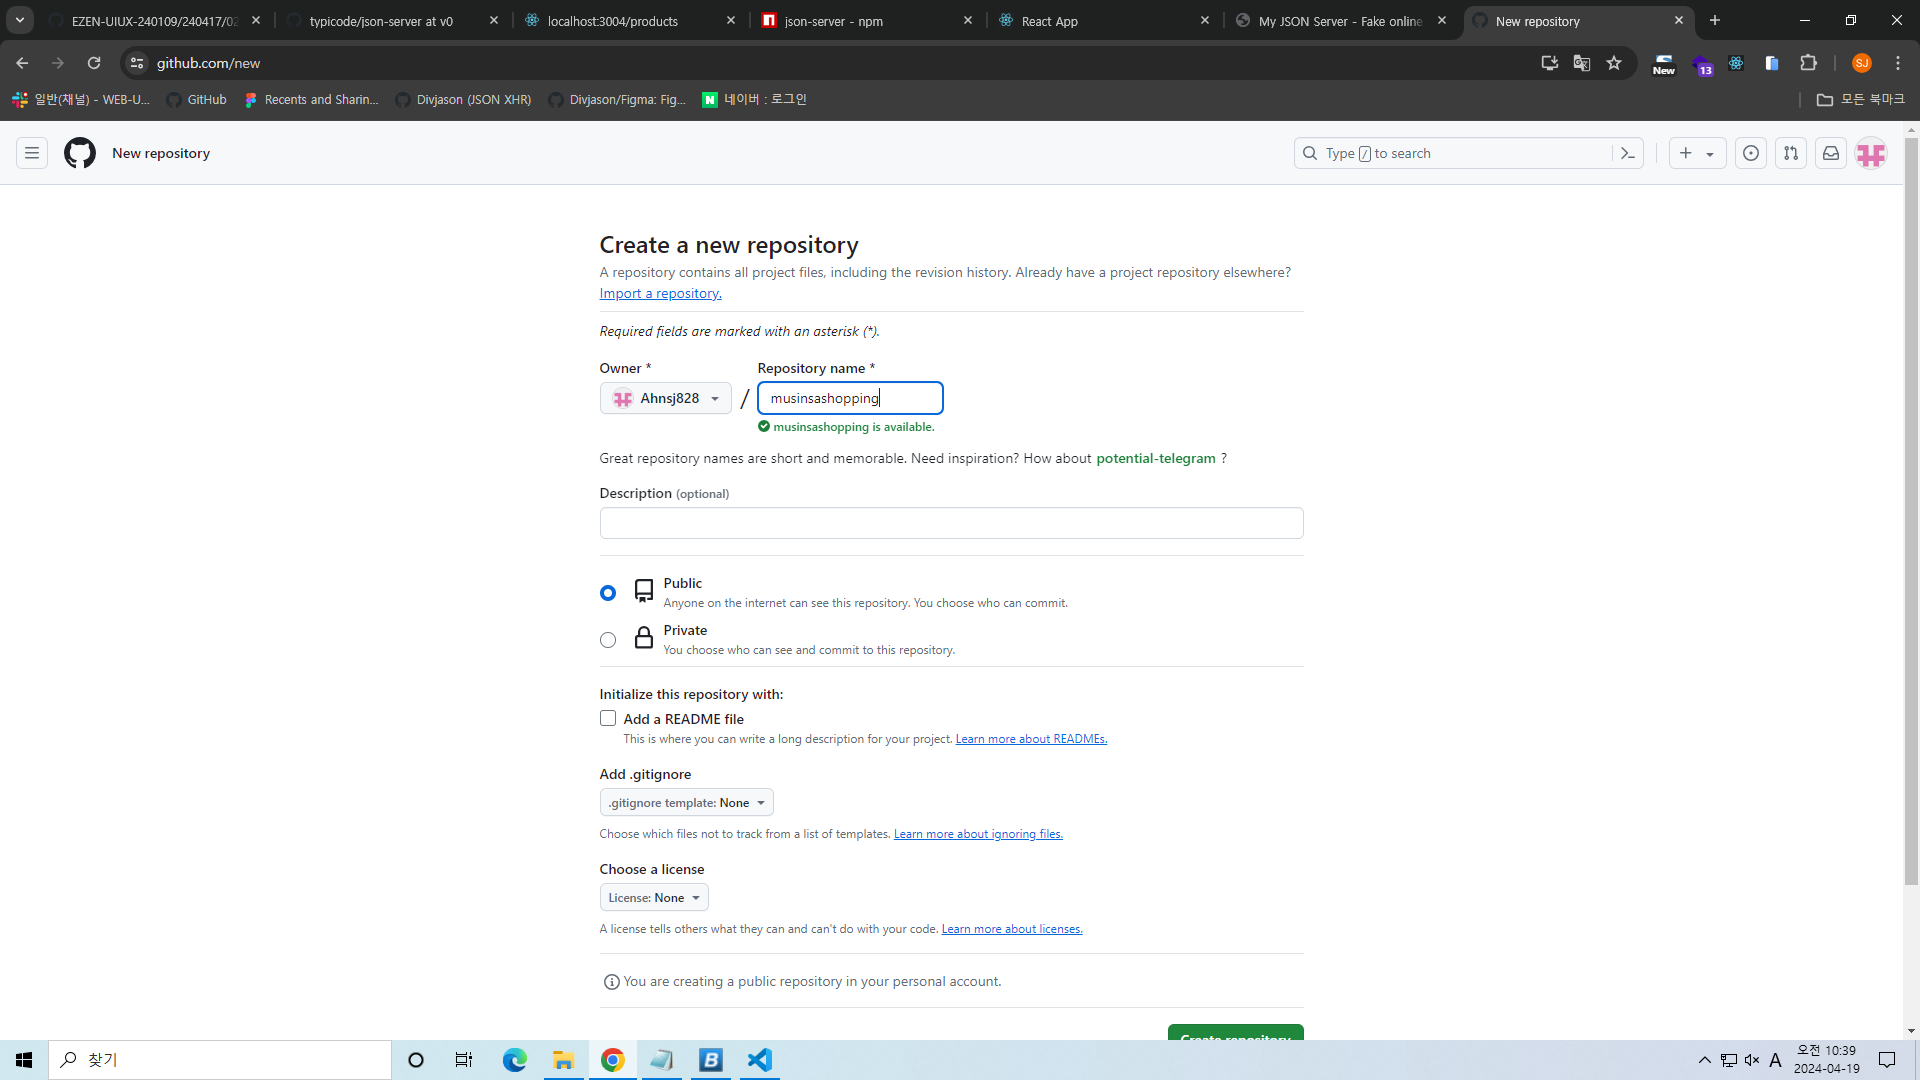 EZEN-UIUX-240109/240417/02
typicode/json-server at v0
localhost:3004/products
json-server - npm
React App
My JSON Server - Fake online
New repository
github.com/new
New
13
SJ
일반(채널) - WEB-U...
GitHub
Recents and Sharin...
Divjason (JSON XHR)
Divjason/Figma: Fig...
네이버 : 로그인
모든 북마크
New repository
Type / to search
Create a new repository
A repository contains all project files, including the revision history. Already have a project repository elsewhere?
Import a repository.
Required fields are marked with an asterisk (*).
Owner *
Repository name *
Ahnsj828
/
musinsashopping
musinsashopping is available.
Great repository names are short and memorable. Need inspiration? How about potential-telegram ?
Description (optional)
Public
Anyone on the internet can see this repository. You choose who can commit.
Private
You choose who can see and commit to this repository.
Initialize this repository with:
Add a README file
This is where you can write a long description for your project. Learn more about READMEs.
Add .gitignore
.gitignore template: None
Choose which files not to track from a list of templates. Learn more about ignoring files.
Choose a license
License: None
A license tells others what they can and can't do with your code. Learn more about licenses.
You are creating a public repository in your personal account.
Create repository
찾기
A
오전 10:39
2024-04-19